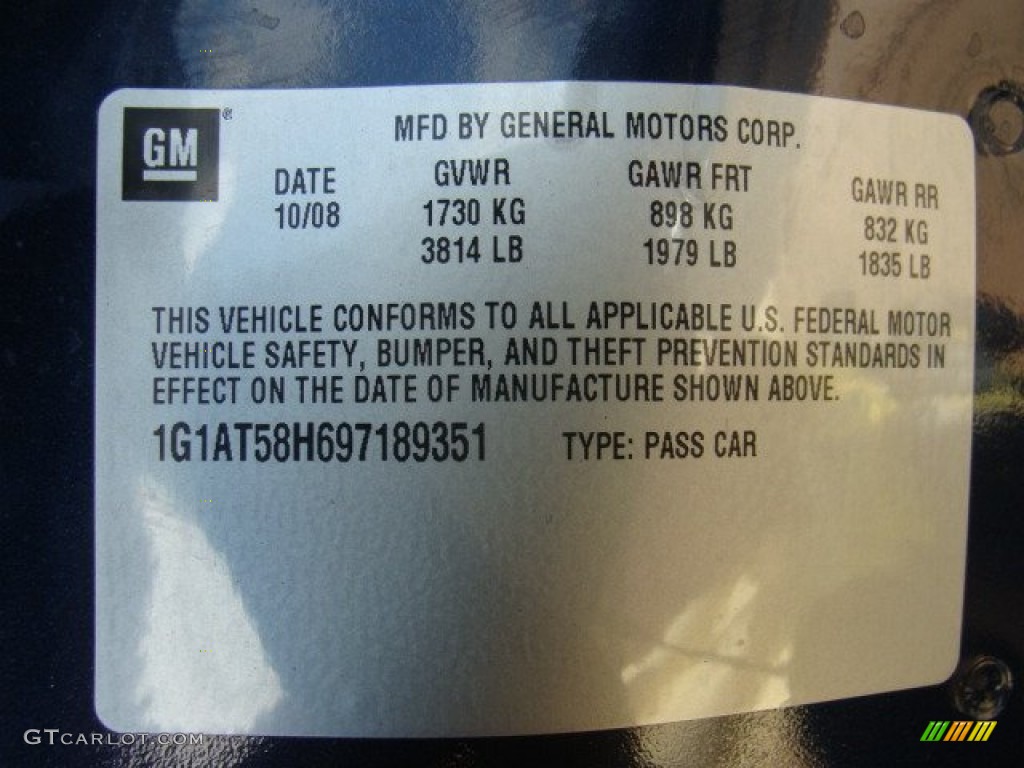 GM ®
MFD BY GENERAL MOTORS CORP.
DATE GVWR GAWR FRT GAWR RR
10/08 1730 KG 898 KG 832 KG
3814 LB 1979 LB 1835 LB
THIS VEHICLE CONFORMS TO ALL APPLICABLE U.S. FEDERAL MOTOR
VEHICLE SAFETY, BUMPER, AND THEFT PREVENTION STANDARDS IN
EFFECT ON THE DATE OF MANUFACTURE SHOWN ABOVE.
1G1AT58H697189351 TYPE: PASS CAR
GTCARLOT.COM